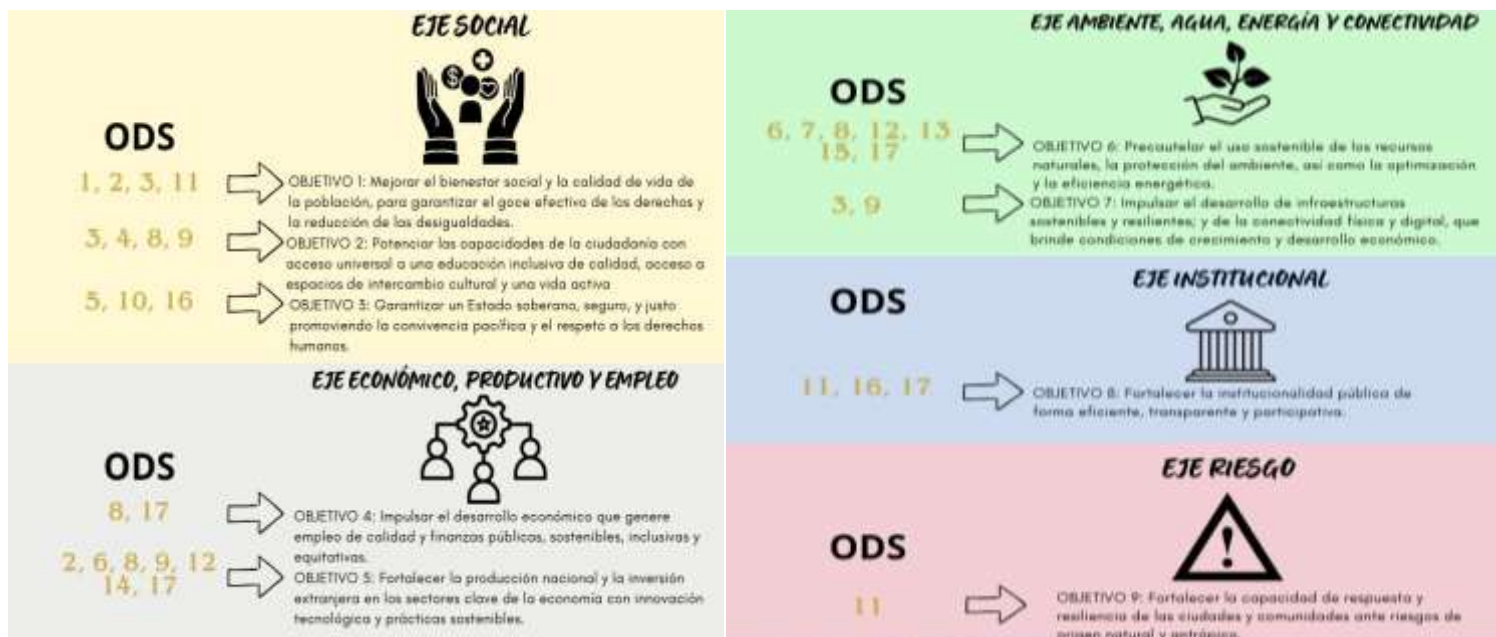 EJE SOCIAL
ODS
1, 2, 3, 11
OBJETIVO 1: Mejorar el bienestar social y la calidad de vida de
la población, para garantizar el goce efectivo de los derechos y
la reducción de las desigualdades.
3, 4, 8, 9
OBJETIVO 2: Potenciar las capacidades de la ciudadanía con
acceso universal a una educación inclusiva de calidad, acceso a
espacios de intercambio cultural y una vida activa
5, 10, 16
OBJETIVO 3: Garantizar un Estado soberano, seguro, y justo
promoviendo la convivencia pacífica y el respeto a los derechos
humanos.
EJE ECONÓMICO, PRODUCTIVO Y EMPLEO
ODS
8, 17
OBJETIVO 4: Impulsar el desarrollo económico que genere
empleo de calidad y finanzas públicas, sostenibles, inclusivas y
equitativas.
2, 6, 8, 9, 12
14, 17
OBJETIVO 5: Fortalecer la producción nacional y la inversión
extranjera en los sectores clave de la economía con innovación
tecnológica y prácticas sostenibles.
EJE AMBIENTE, AGUA, ENERGÍA Y CONECTIVIDAD
ODS
6, 7, 8, 12, 13
15, 17
OBJETIVO 6: Precautelar el uso sostenible de los recursos
naturales, la protección del ambiente, así como la optimización
y la eficiencia energética.
3, 9
OBJETIVO 7: Impulsar el desarrollo de infraestructuras
sostenibles y resilientes; y de la conectividad física y digital, que
brinde condiciones de crecimiento y desarrollo económico.
EJE INSTITUCIONAL
ODS
11, 16, 17
OBJETIVO 8: Fortalecer la institucionalidad pública de
forma eficiente, transparente y participativa.
EJE RIESGO
ODS
11
OBJETIVO 9: Fortalecer la capacidad de respuesta y
resiliencia de las ciudades y comunidades ante riesgos de
origen natural y antrópico.